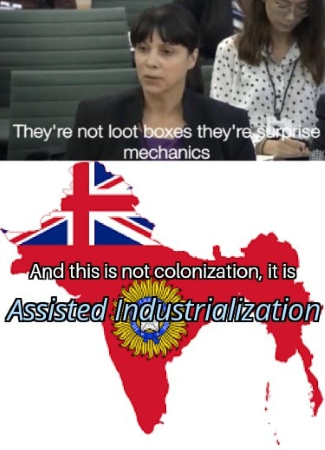 They're not loot boxes they're surprise
mechanics
And this is not colonization, it is
Assisted Industrialization